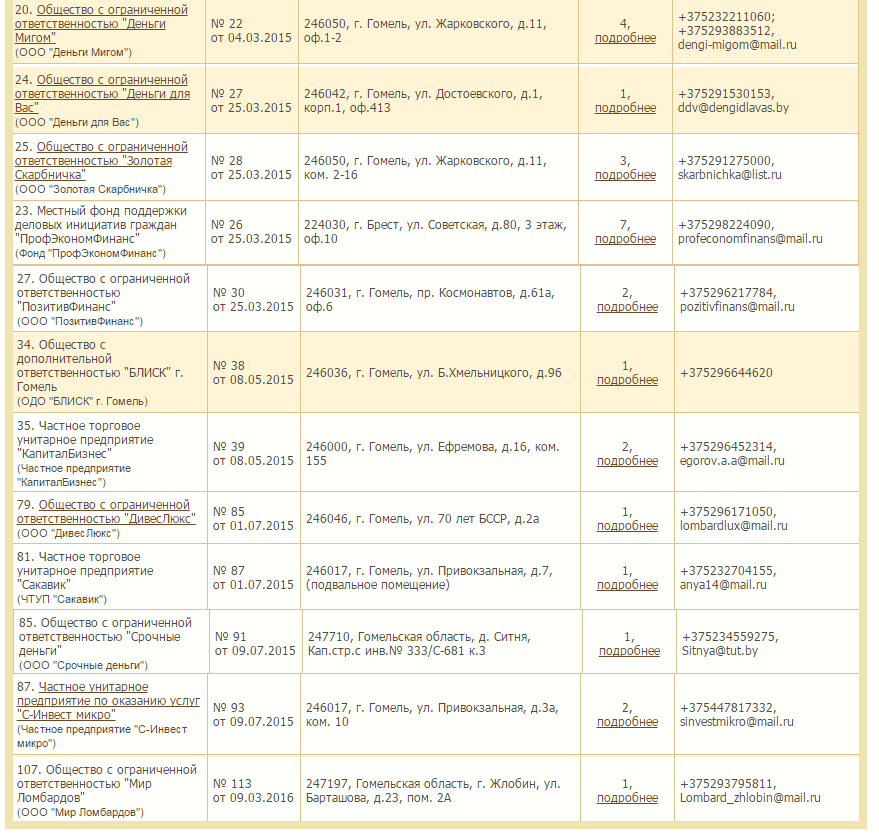 20. Общество с ограниченной
ответственностью "Деньги
Мигом"
(ООО "Деньги Мигом")
№ 22
от 04.03.2015
246050, г. Гомель, ул. Жарковского, д.11,
оф.1-2
4,
подробнее
+375232211060;
+375293883512,
dengi-migom@mail.ru
24. Общество с ограниченной
ответственностью "Деньги для
Вас"
(ООО "Деньги для Вас")
№ 27
от 25.03.2015
246042, г. Гомель, ул. Достоевского, д.1,
корп.1, оф.413
1,
подробнее
+375291530153,
ddv@dengidlavas.by
25. Общество с ограниченной
ответственностью "Золотая
Скарбничка"
(ООО "Золотая Скарбничка")
№ 28
от 25.03.2015
246050, г. Гомель, ул. Жарковского, д.11,
ком. 2-16
3,
подробнее
+375291275000,
skarbnichka@list.ru
23. Местный фонд поддержки
деловых инициатив граждан
"ПрофЭкономФинанс"
(Фонд "ПрофЭкономФинанс")
№ 26
от 25.03.2015
224030, г. Брест, ул. Советская, д.80, 3 этаж,
оф.10
7,
подробнее
+375298224090,
profeconomfinans@mail.ru
27. Общество с ограниченной
ответственностью
"ПозитивФинанс"
(ООО "ПозитивФинанс")
№ 30
от 25.03.2015
246031, г. Гомель, пр. Космонавтов, д.61а,
оф.6
2,
подробнее
+375296217784,
pozitivfinans@mail.ru
34. Общество с
дополнительной
ответственностью "БЛИСК" г.
Гомель
(ОДО "БЛИСК" г. Гомель)
№ 38
от 08.05.2015
246036, г. Гомель, ул. Б.Хмельницкого, д.96
1,
подробнее
+375296644620
35. Частное торговое
унитарное предприятие
"КапиталБизнес"
(Частное предприятие
"КапиталБизнес")
№ 39
от 08.05.2015
246000, г. Гомель, ул. Ефремова, д.16, ком.
155
2,
подробнее
+375296452314,
egorov.a.a@mail.ru
79. Общество с ограниченной
ответственностью "ДивесЛюкс"
(ООО "ДивесЛюкс")
№ 85
от 01.07.2015
246046, г. Гомель, ул. 70 лет БССР, д.2а
1,
подробнее
+375296171050,
lombardlux@mail.ru
81. Частное торговое
унитарное предприятие
"Сакавик"
(ЧТУП "Сакавик")
№ 87
от 01.07.2015
246017, г. Гомель, ул. Привокзальная, д.7,
(подвальное помещение)
1,
подробнее
+375232704155,
anya14@mail.ru
85. Общество с ограниченной
ответственностью "Срочные
деньги"
(ООО "Срочные деньги")
№ 91
от 09.07.2015
247710, Гомельская область, д. Ситня,
Кап.стр.с инв.№ 333/С-681 к.3
1,
подробнее
+375234559275,
Sitnya@tut.by
87. Частное унитарное
предприятие по оказанию услуг
"С-Инвест микро"
(Частное предприятие "С-Инвест
микро")
№ 93
от 09.07.2015
246017, г. Гомель, ул. Привокзальная, д.3а,
ком. 10
2,
подробнее
+375447817332,
sinvestmikro@mail.ru
107. Общество с ограниченной
ответственностью "Мир
Ломбардов"
(ООО "Мир Ломбардов")
№ 113
от 09.03.2016
247197, Гомельская область, г. Жлобин, ул.
Барташова, д.23, пом. 2А
1,
подробнее
+375293795811,
Lombard_zhlobin@mail.ru